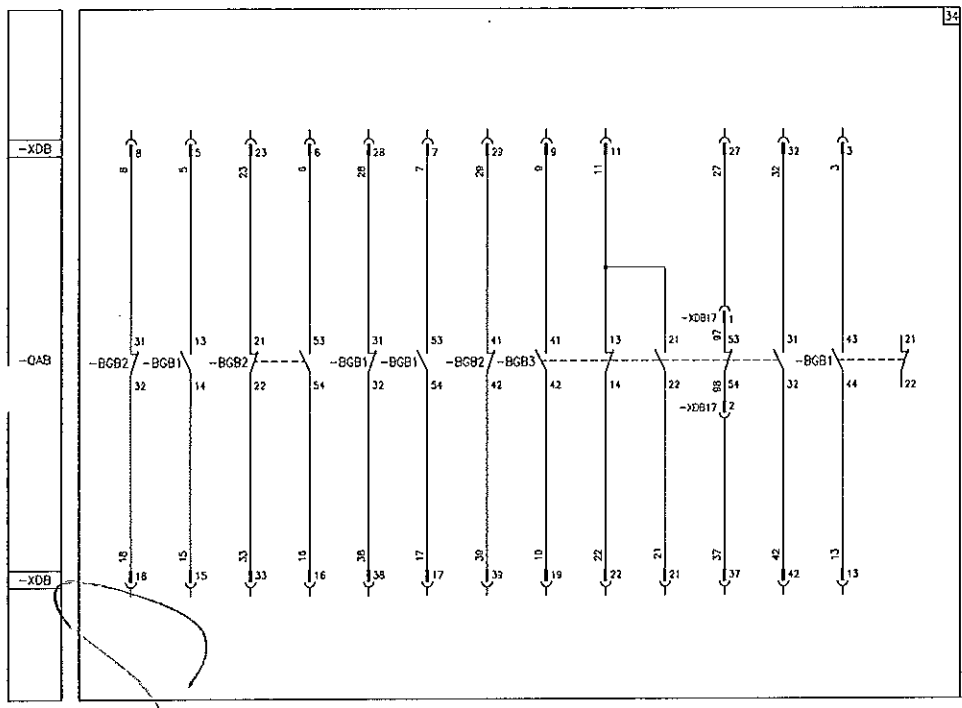 34
-XDB 8 5 23 6 28 7 29 9 11 27 32 3
8 5 23 6 28 7 29 9 11 27 32 3
-XDB17 1
97
31 13 21 53 31 53 41 41 13 21 53 31 43 21
-QAB -BGB2 -BGB1 -BGB2 -BGB1 -BGB1 -BGB2 -BGB3 -BGB1
32 14 22 54 32 54 42 42 14 22 54 32 44 22
98
-XDB17 2
18 15 33 16 38 17 39 19 22 21 37 42 13
-XDB 18 15 33 16 38 17 39 19 22 21 37 42 13